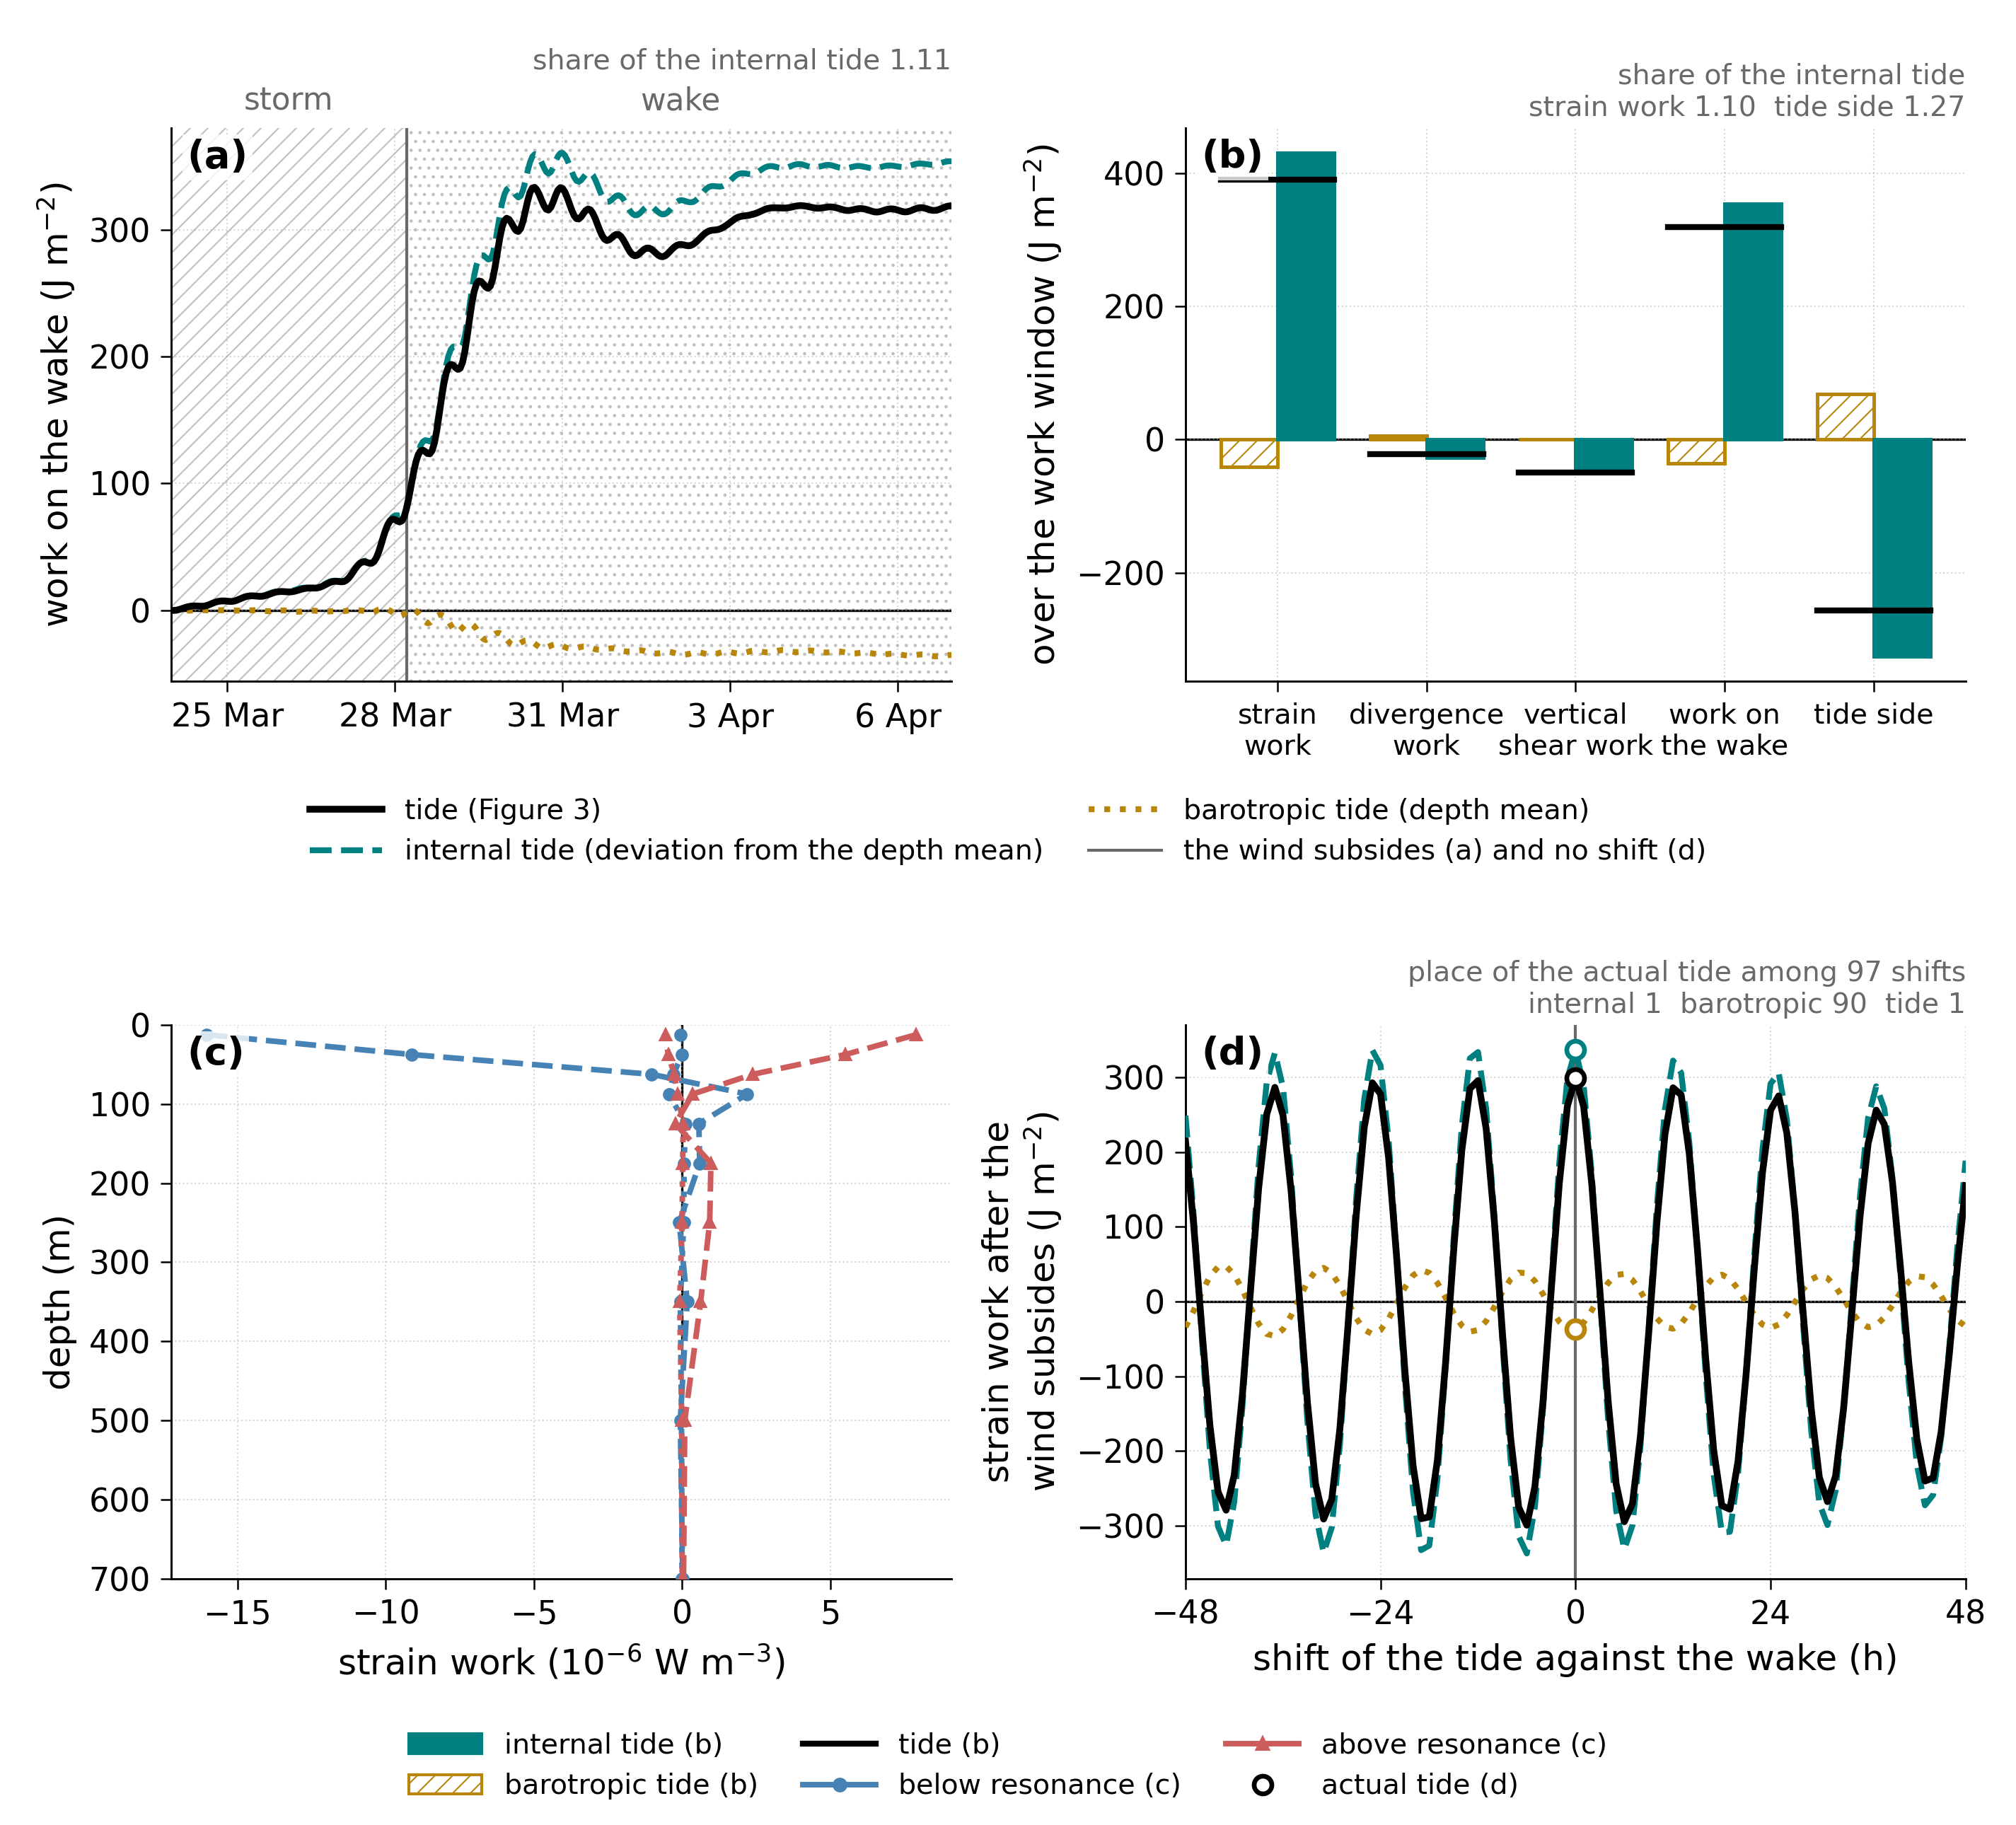 share of the internal tide 1.11
storm
wake
(a)
work on the wake (J m⁻²)
300
200
100
0
25 Mar 28 Mar 31 Mar 3 Apr 6 Apr
share of the internal tide
strain work 1.10 tide side 1.27
(b)
over the work window (J m⁻²)
400
200
0
−200
strain work
divergence work
vertical shear work
work on the wake
tide side
tide (Figure 3)
internal tide (deviation from the depth mean)
barotropic tide (depth mean)
the wind subsides (a) and no shift (d)
(c)
depth (m)
0
100
200
300
400
500
600
700
−15 −10 −5 0 5
strain work (10⁻⁶ W m⁻³)
place of the actual tide among 97 shifts
internal 1 barotropic 90 tide 1
(d)
strain work after the
wind subsides (J m⁻²)
300
200
100
0
−100
−200
−300
−48 −24 0 24 48
shift of the tide against the wake (h)
internal tide (b)
barotropic tide (b)
tide (b)
below resonance (c)
above resonance (c)
actual tide (d)